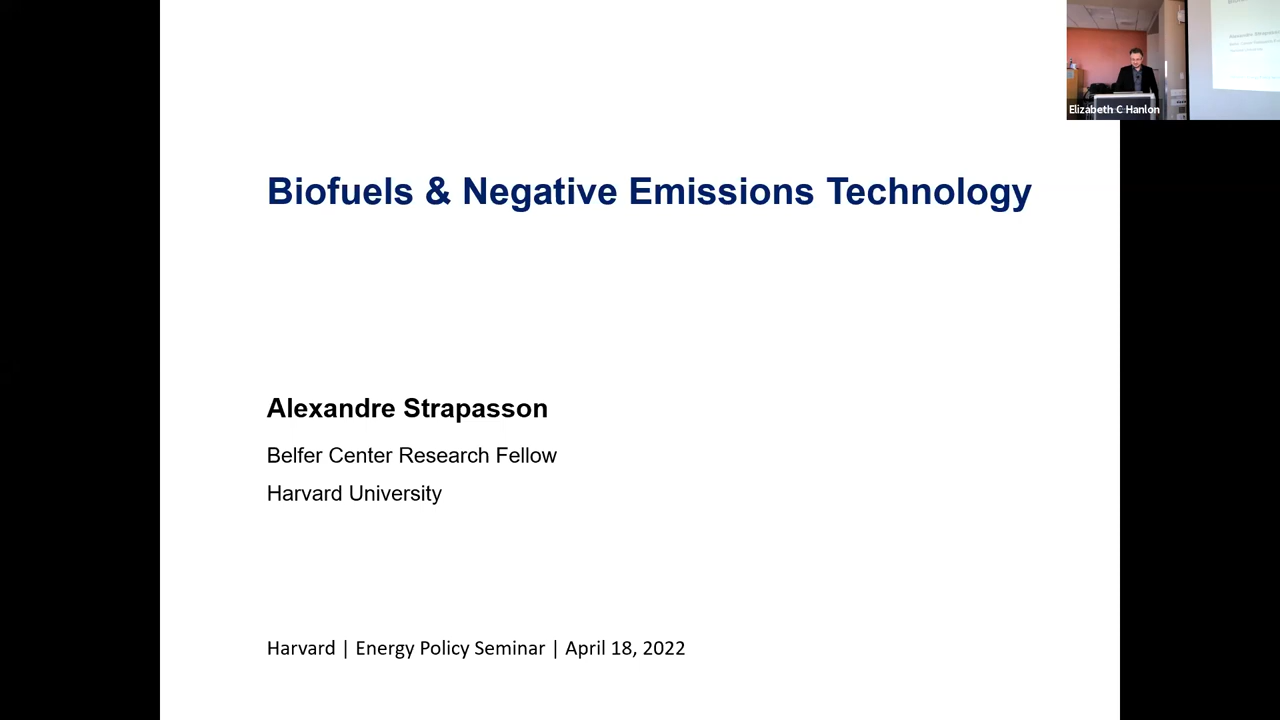 Biofuels & Negative Emissions Technology
Alexandre Strapasson
Belfer Center Research Fellow
Harvard University
Harvard | Energy Policy Seminar | April 18, 2022
Elizabeth C Hanlon